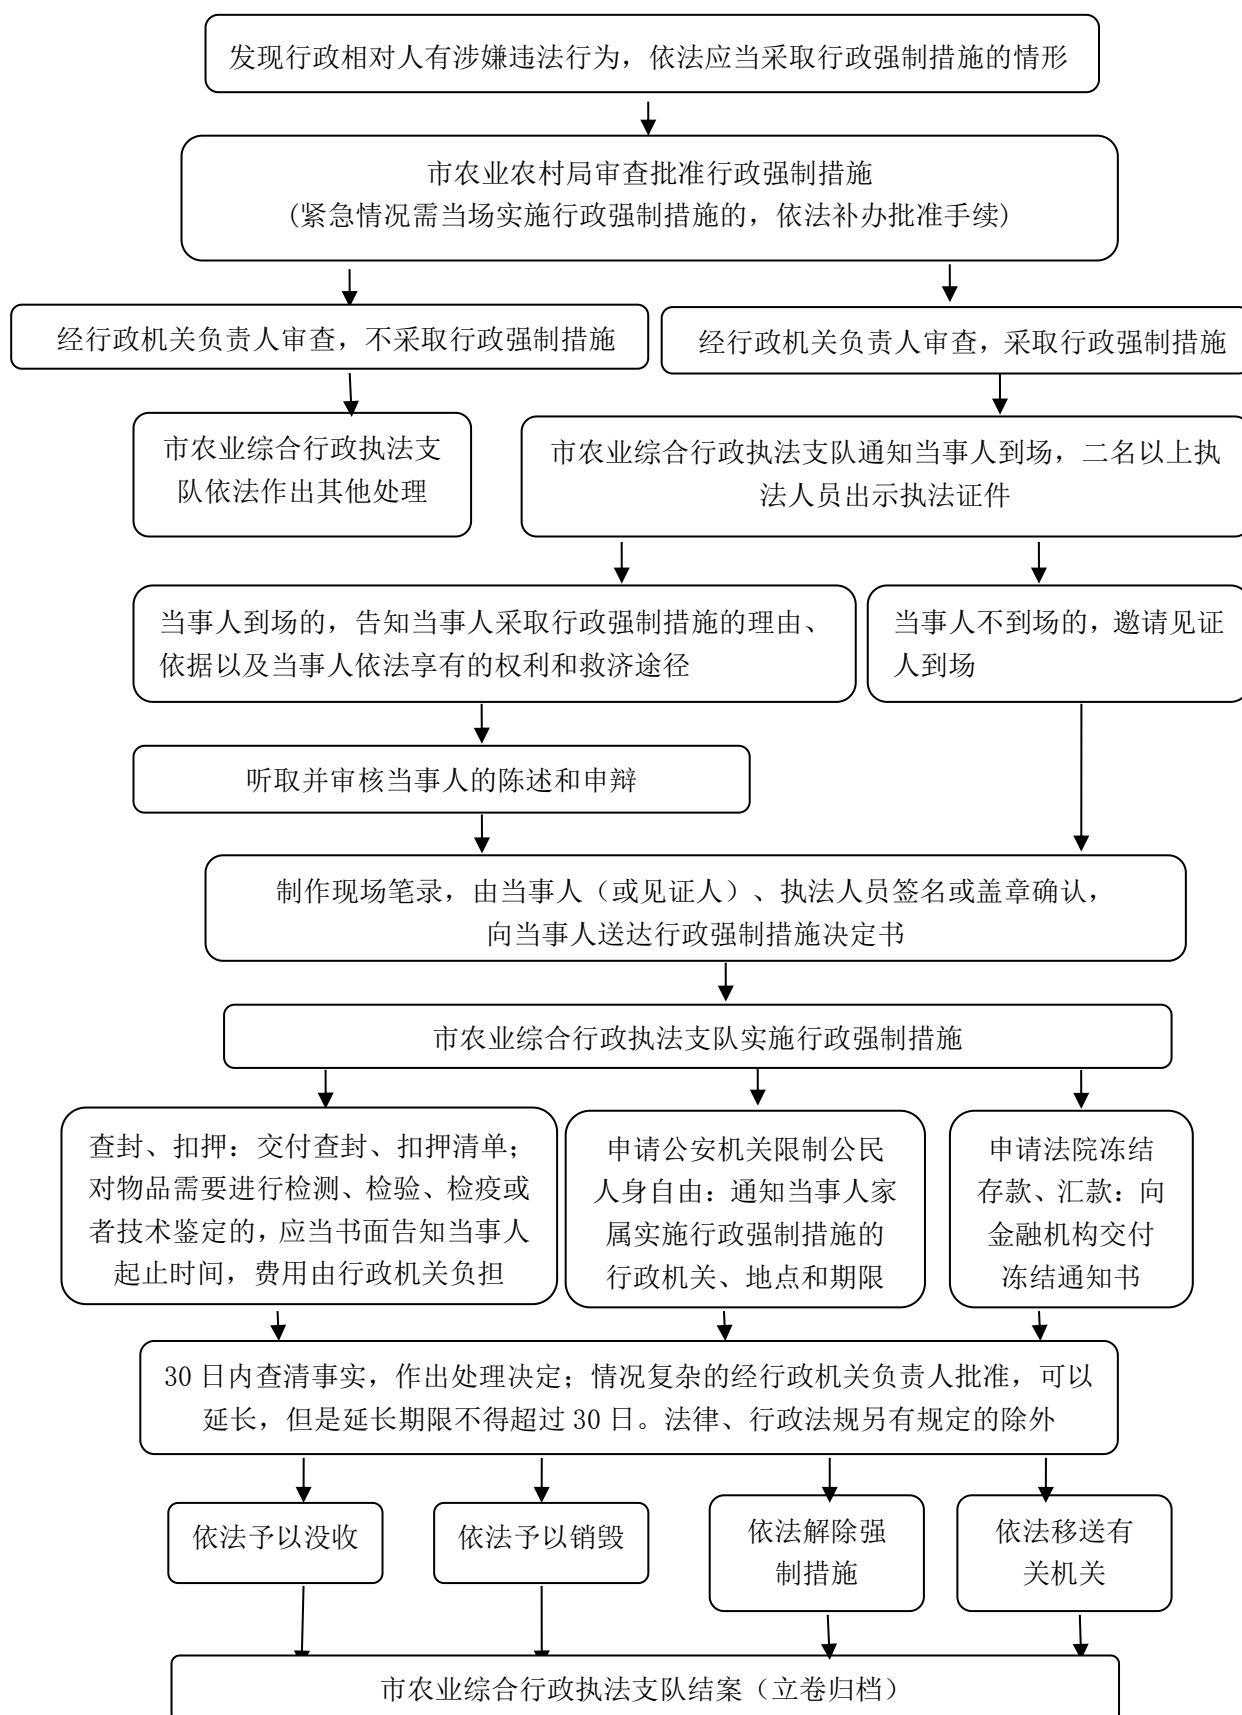 发现行政相对人有涉嫌违法行为，依法应当采取行政强制措施的情形
市农业农村局审查批准行政强制措施
(紧急情况需当场实施行政强制措施的，依法补办批准手续)
经行政机关负责人审查，不采取行政强制措施
经行政机关负责人审查，采取行政强制措施
市农业综合行政执法支
队依法作出其他处理
市农业综合行政执法支队通知当事人到场，二名以上执
法人员出示执法证件
当事人到场的，告知当事人采取行政强制措施的理由、
依据以及当事人依法享有的权利和救济途径
当事人不到场的，邀请见证
人到场
听取并审核当事人的陈述和申辩
制作现场笔录，由当事人（或见证人）、执法人员签名或盖章确认，
向当事人送达行政强制措施决定书
市农业综合行政执法支队实施行政强制措施
查封、扣押：交付查封、扣押清单；
对物品需要进行检测、检验、检疫或
者技术鉴定的，应当书面告知当事人
起止时间，费用由行政机关负担
申请公安机关限制公民
人身自由：通知当事人家
属实施行政强制措施的
行政机关、地点和期限
申请法院冻结
存款、汇款：向
金融机构交付
冻结通知书
30 日内查清事实，作出处理决定；情况复杂的经行政机关负责人批准，可以
延长，但是延长期限不得超过 30 日。法律、行政法规另有规定的除外
依法予以没收
依法予以销毁
依法解除强
制措施
依法移送有
关机关
市农业综合行政执法支队结案（立卷归档）